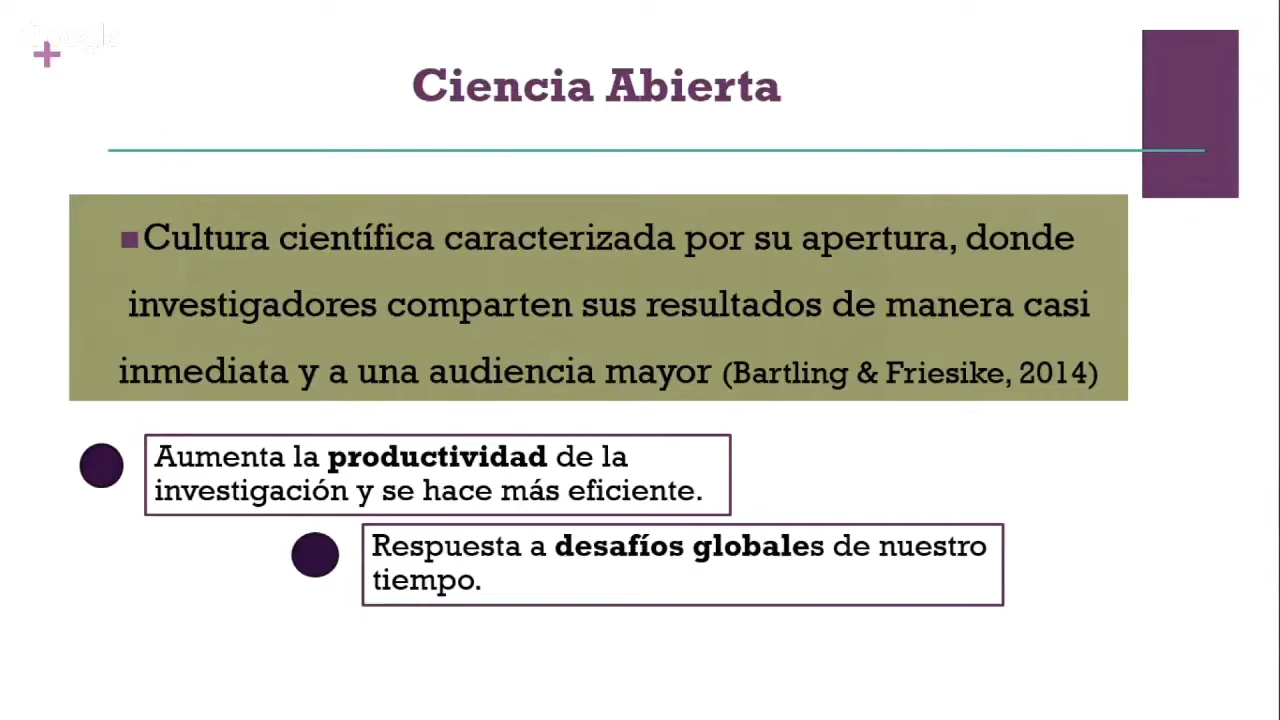 Google
+
Ciencia Abierta
Cultura científica caracterizada por su apertura, donde
investigadores comparten sus resultados de manera casi
inmediata y a una audiencia mayor (Bartling & Friesike, 2014)
Aumenta la productividad de la
investigación y se hace más eficiente.
Respuesta a desafíos globales de nuestro
tiempo.